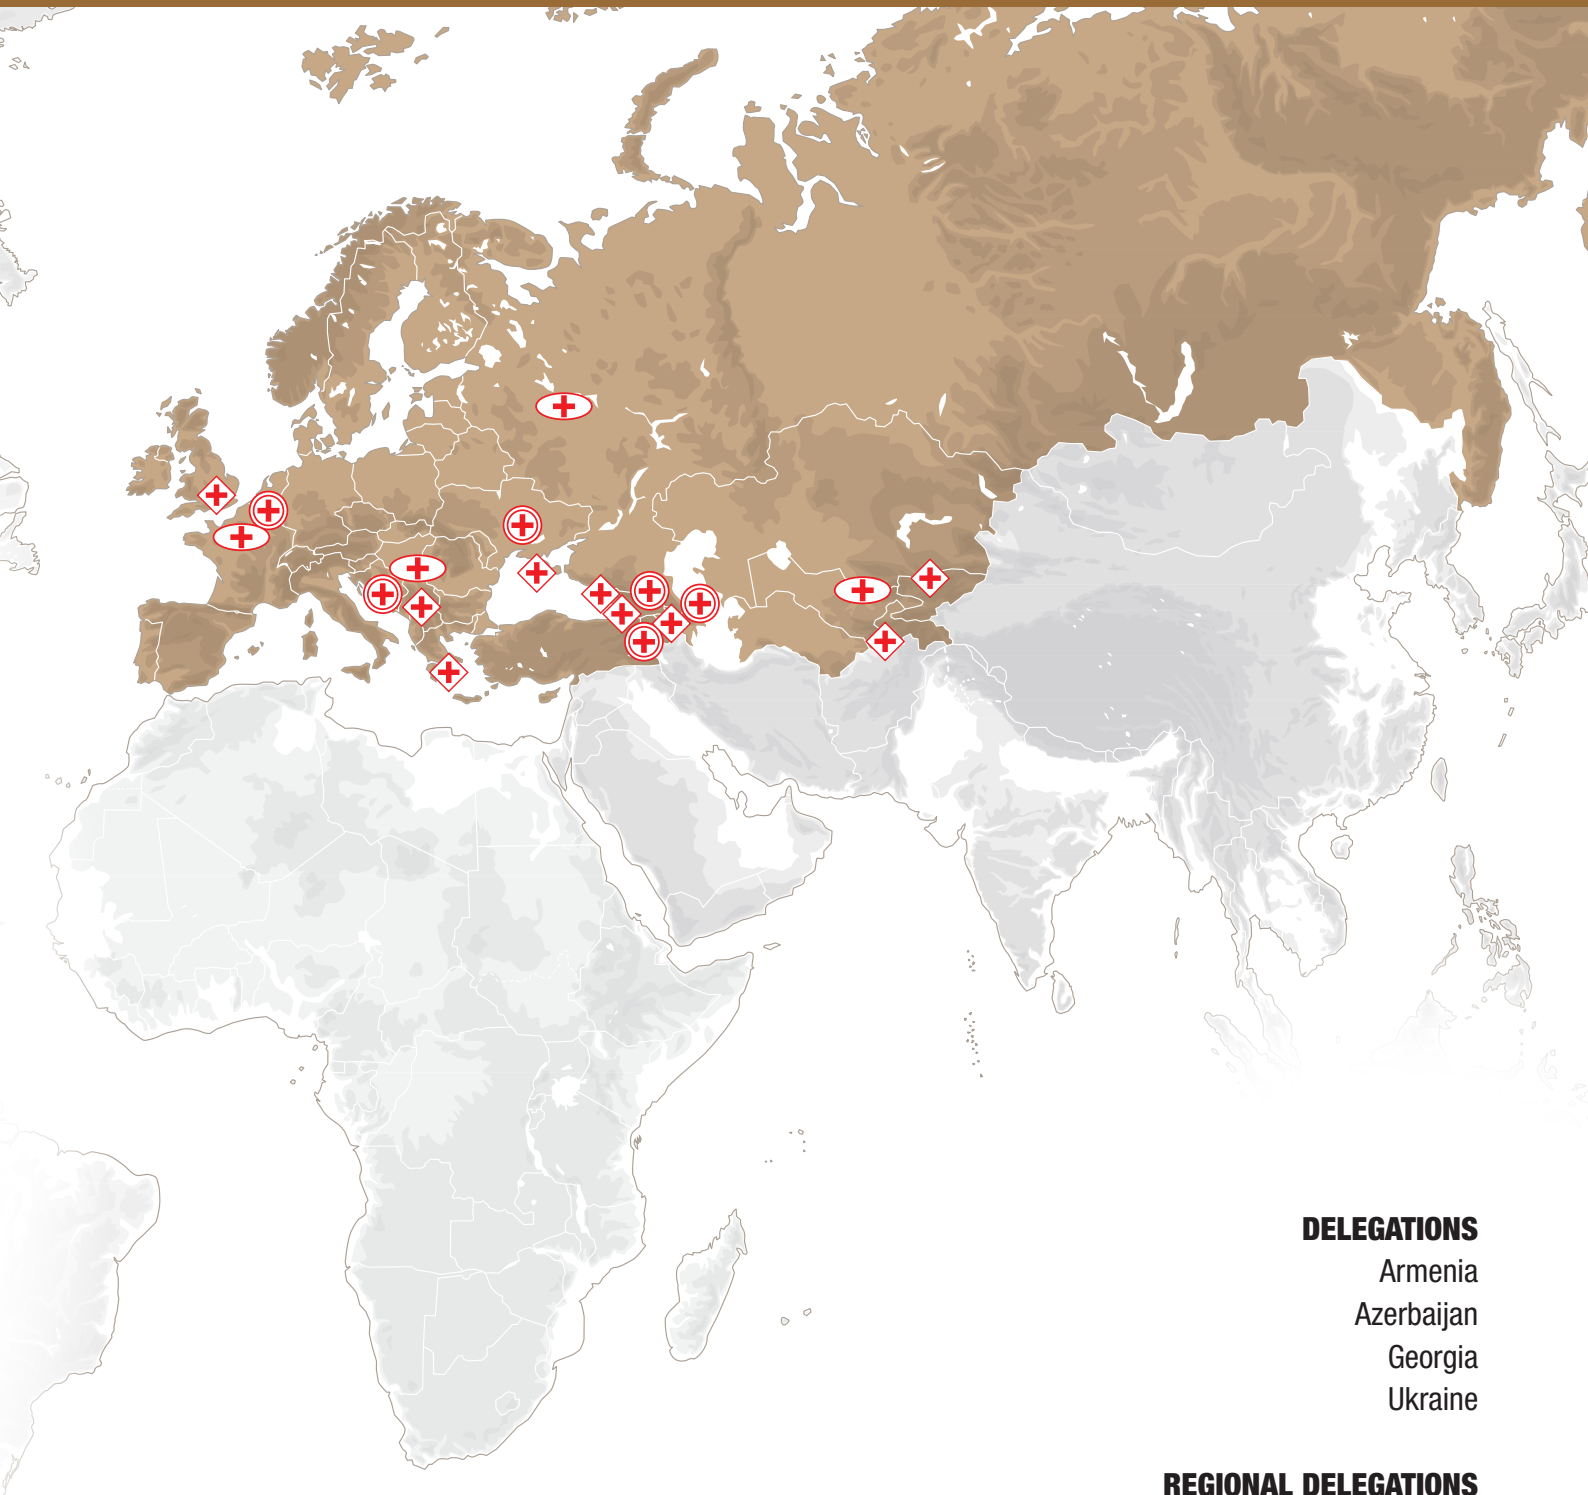 DELEGATIONS
Armenia
Azerbaijan
Georgia
Ukraine
REGIONAL DELEGATIONS